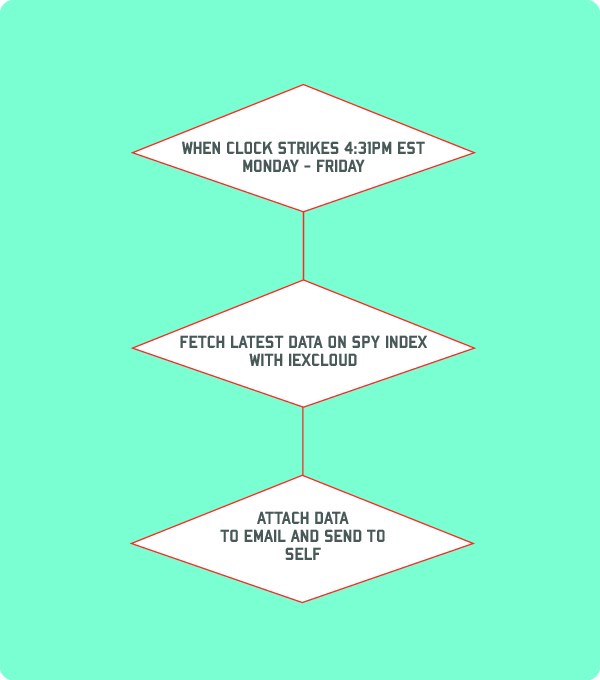 WHEN CLOCK STRIKES 4:31PM EST
MONDAY - FRIDAY
FETCH LATEST DATA ON SPY INDEX
WITH IEXCLOUD
ATTACH DATA
TO EMAIL AND SEND TO
SELF